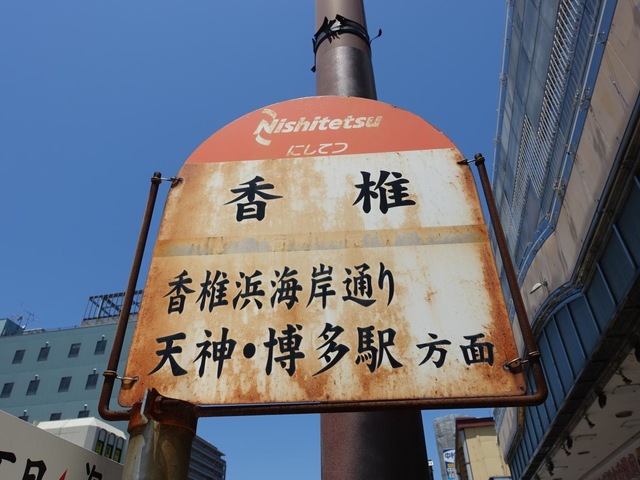 Nishitetsu
にしてつ
香椎
香椎浜海岸通り
天神・博多駅方面